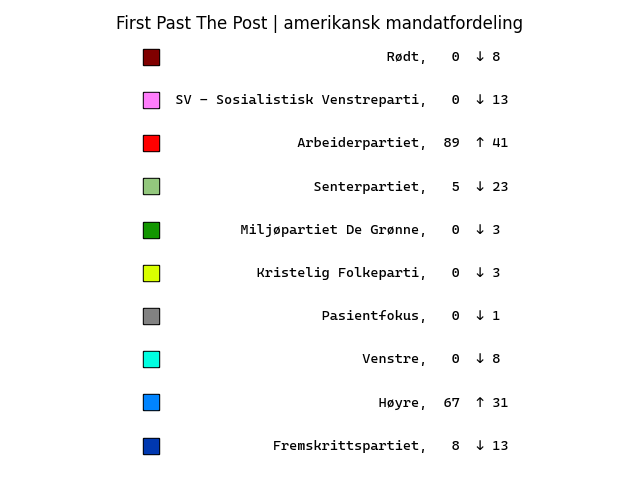 First Past The Post | amerikansk mandatfordeling
Rødt, 0 ↓ 8
SV – Sosialistisk Venstreparti, 0 ↓ 13
Arbeiderpartiet, 89 ↑ 41
Senterpartiet, 5 ↓ 23
Miljøpartiet De Grønne, 0 ↓ 3
Kristelig Folkeparti, 0 ↓ 3
Pasientfokus, 0 ↓ 1
Venstre, 0 ↓ 8
Høyre, 67 ↑ 31
Fremskrittspartiet, 8 ↓ 13